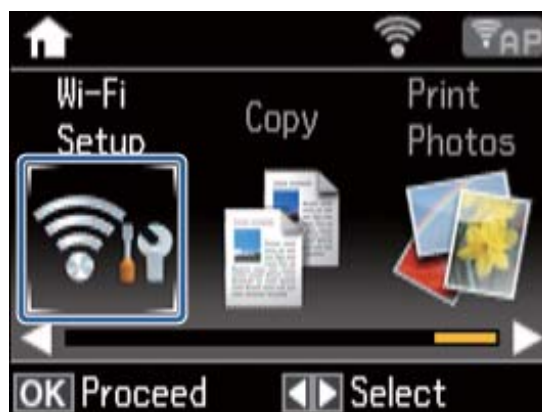 AP
Wi-Fi
Setup
Copy
Print
Photos
OK Proceed
Select